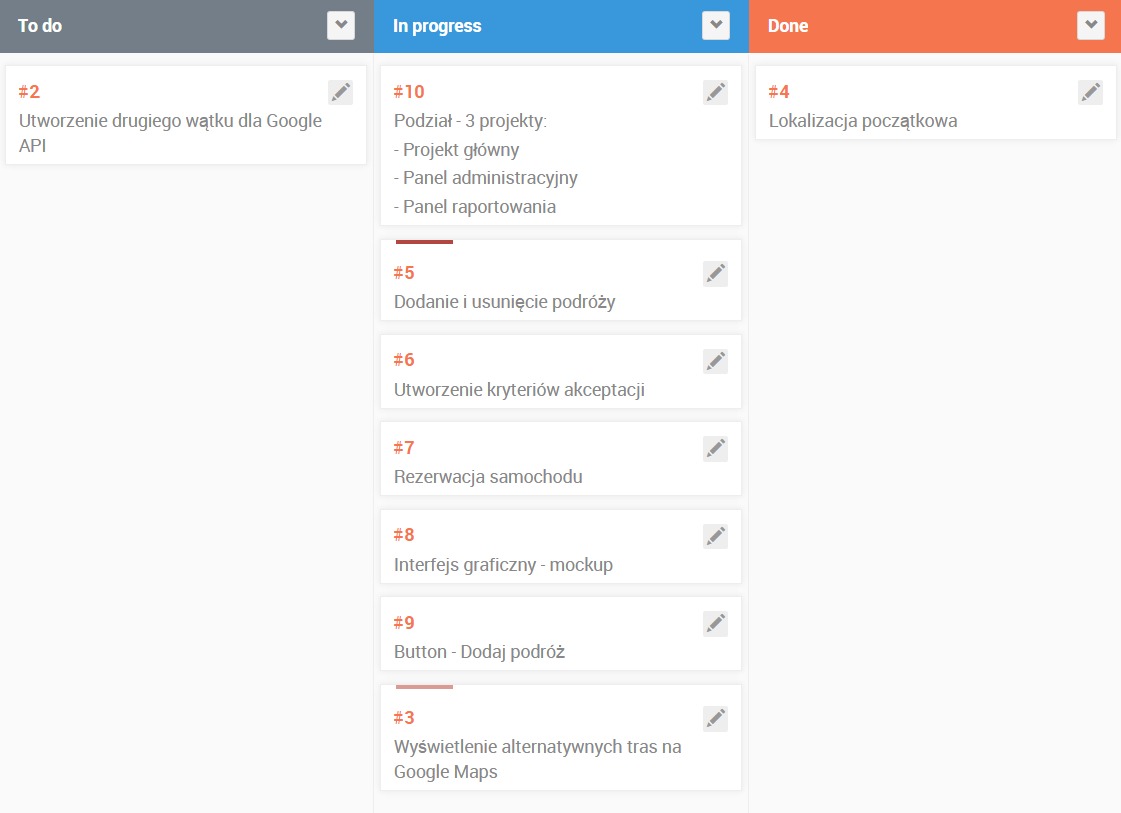 To do
#2
Utworzenie drugiego wątku dla Google
API
In progress
#10
Podział - 3 projekty:
- Projekt główny
- Panel administracyjny
- Panel raportowania
#5
Dodanie i usunięcie podróży
#6
Utworzenie kryteriów akceptacji
#7
Rezerwacja samochodu
#8
Interfejs graficzny - mockup
#9
Button - Dodaj podróż
#3
Wyświetlenie alternatywnych tras na
Google Maps
Done
#4
Lokalizacja początkowa